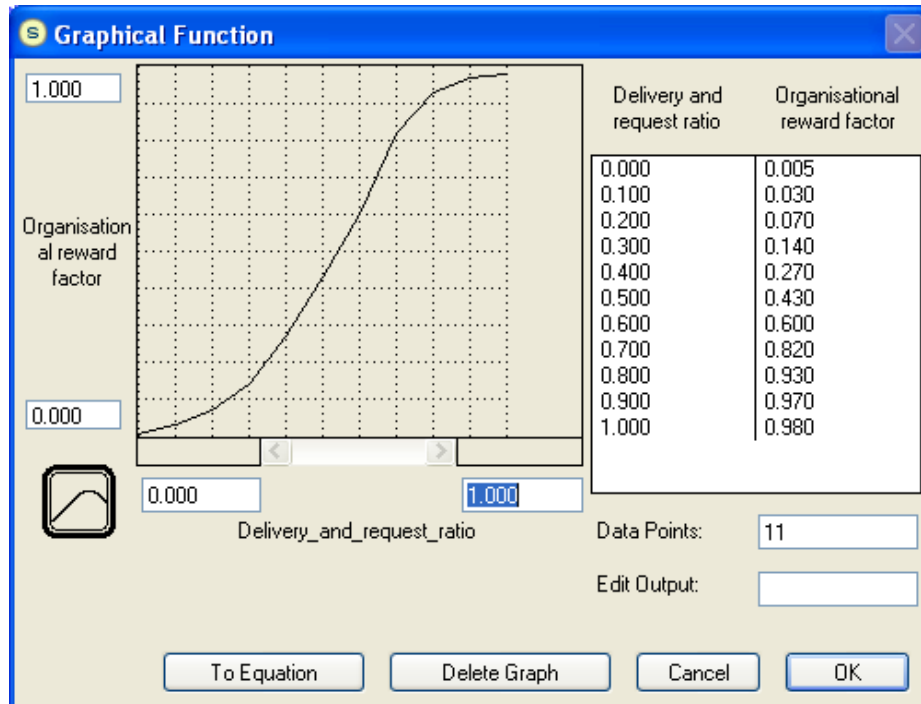 S Graphical Function
1.000
Organisation
al reward
factor
0.000
0.000
1.000
Delivery_and_request_ratio
Delivery and Organisational
request ratio reward factor
0.000 0.005
0.100 0.030
0.200 0.070
0.300 0.140
0.400 0.270
0.500 0.430
0.600 0.600
0.700 0.820
0.800 0.930
0.900 0.970
1.000 0.980
Data Points: 11
Edit Output:
To Equation Delete Graph Cancel OK